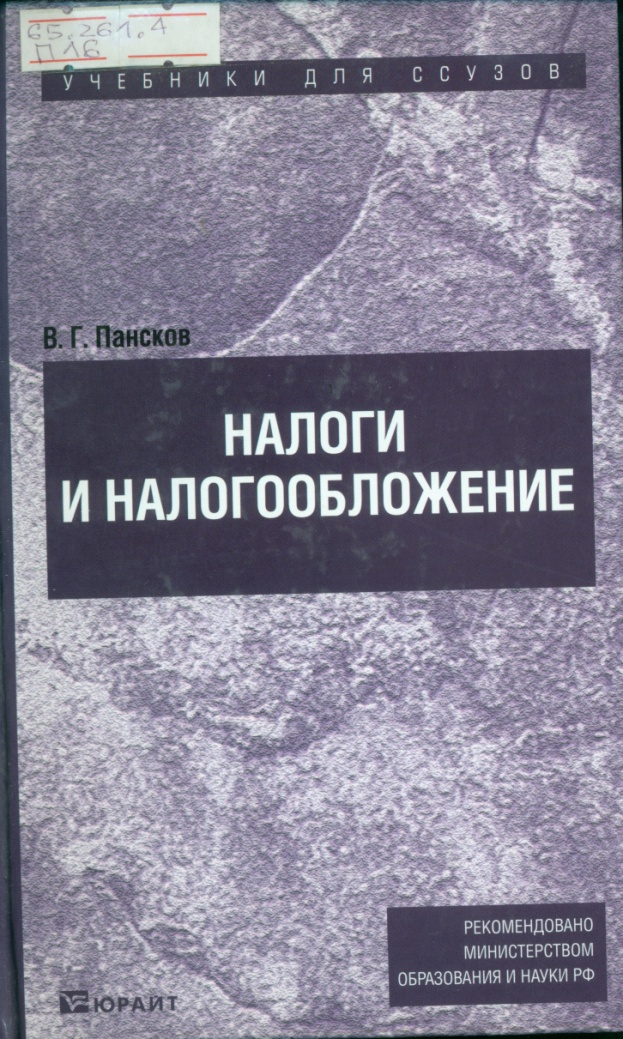 65.261.4
П16
УЧЕБНИКИ ДЛЯ ССУЗОВ
В. Г. Пансков
НАЛОГИ
И НАЛОГООБЛОЖЕНИЕ
РЕКОМЕНДОВАНО
МИНИСТЕРСТВОМ
ОБРАЗОВАНИЯ И НАУКИ РФ
ЮРАЙТ